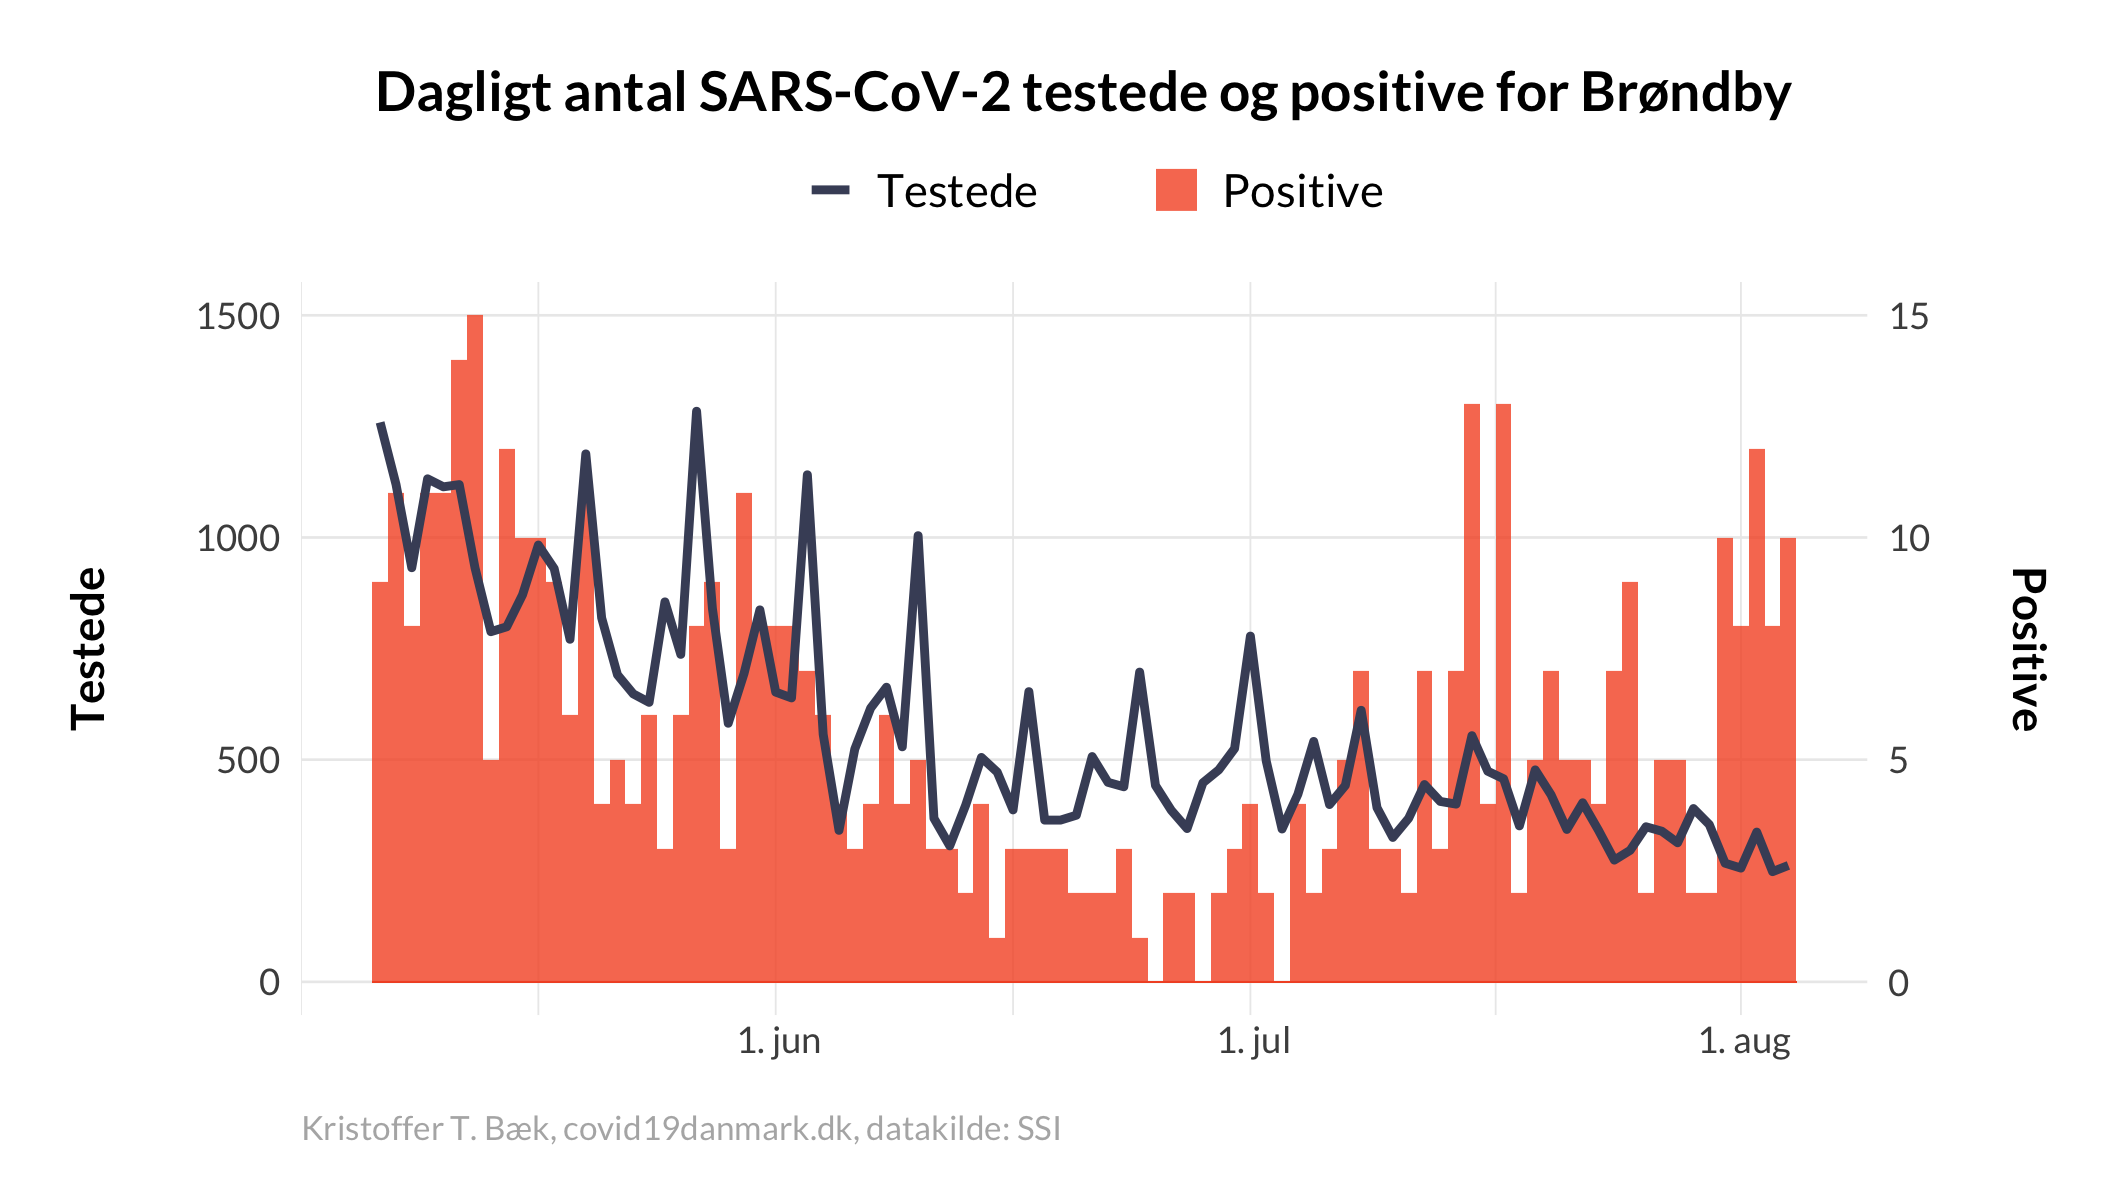 Dagligt antal SARS-CoV-2 testede og positive for Brøndby
Testede
Positive
1500
1000
500
0
Testede
15
10
5
0
Positive
1. jun
1. jul
1. aug
Kristoffer T. Bæk, covid19danmark.dk, datakilde: SSI